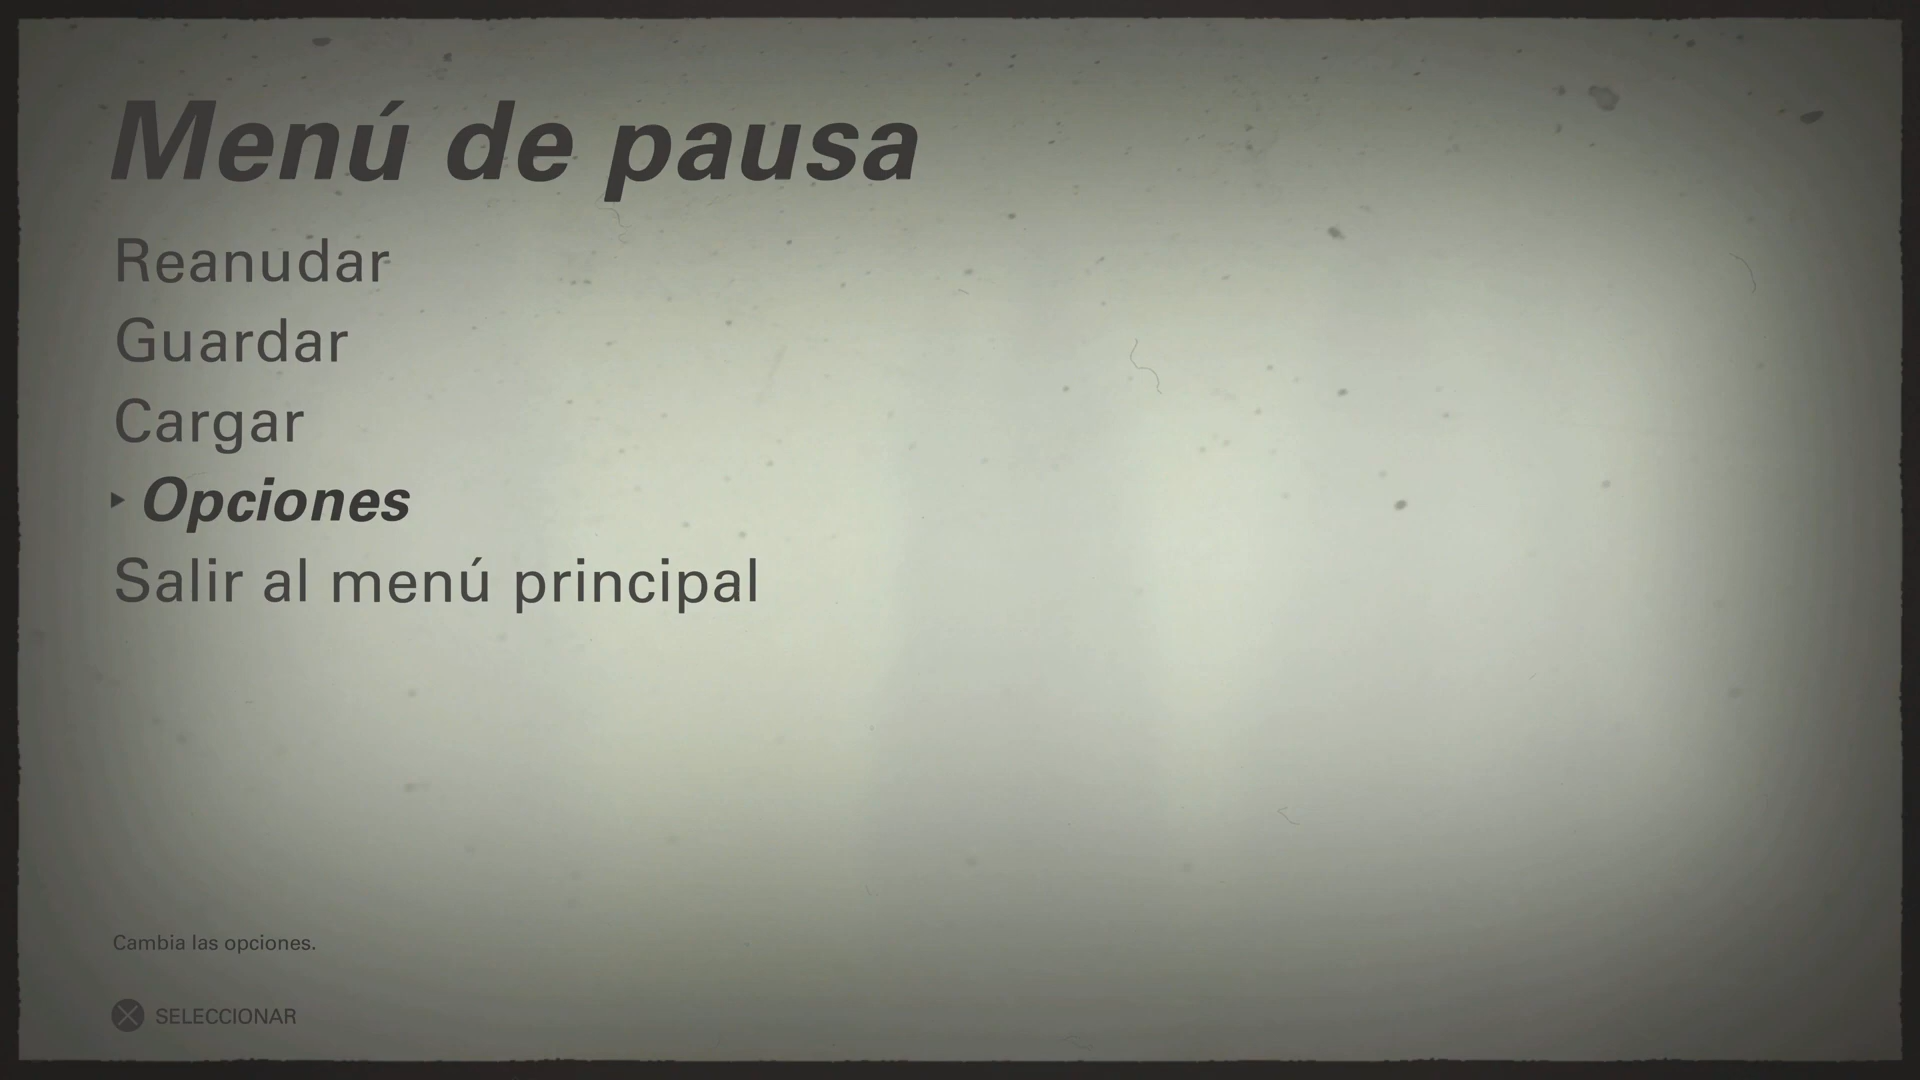 Menú de pausa
Reanudar
Guardar
Cargar
Opciones
Salir al menú principal
Cambia las opciones.
SELECCIONAR